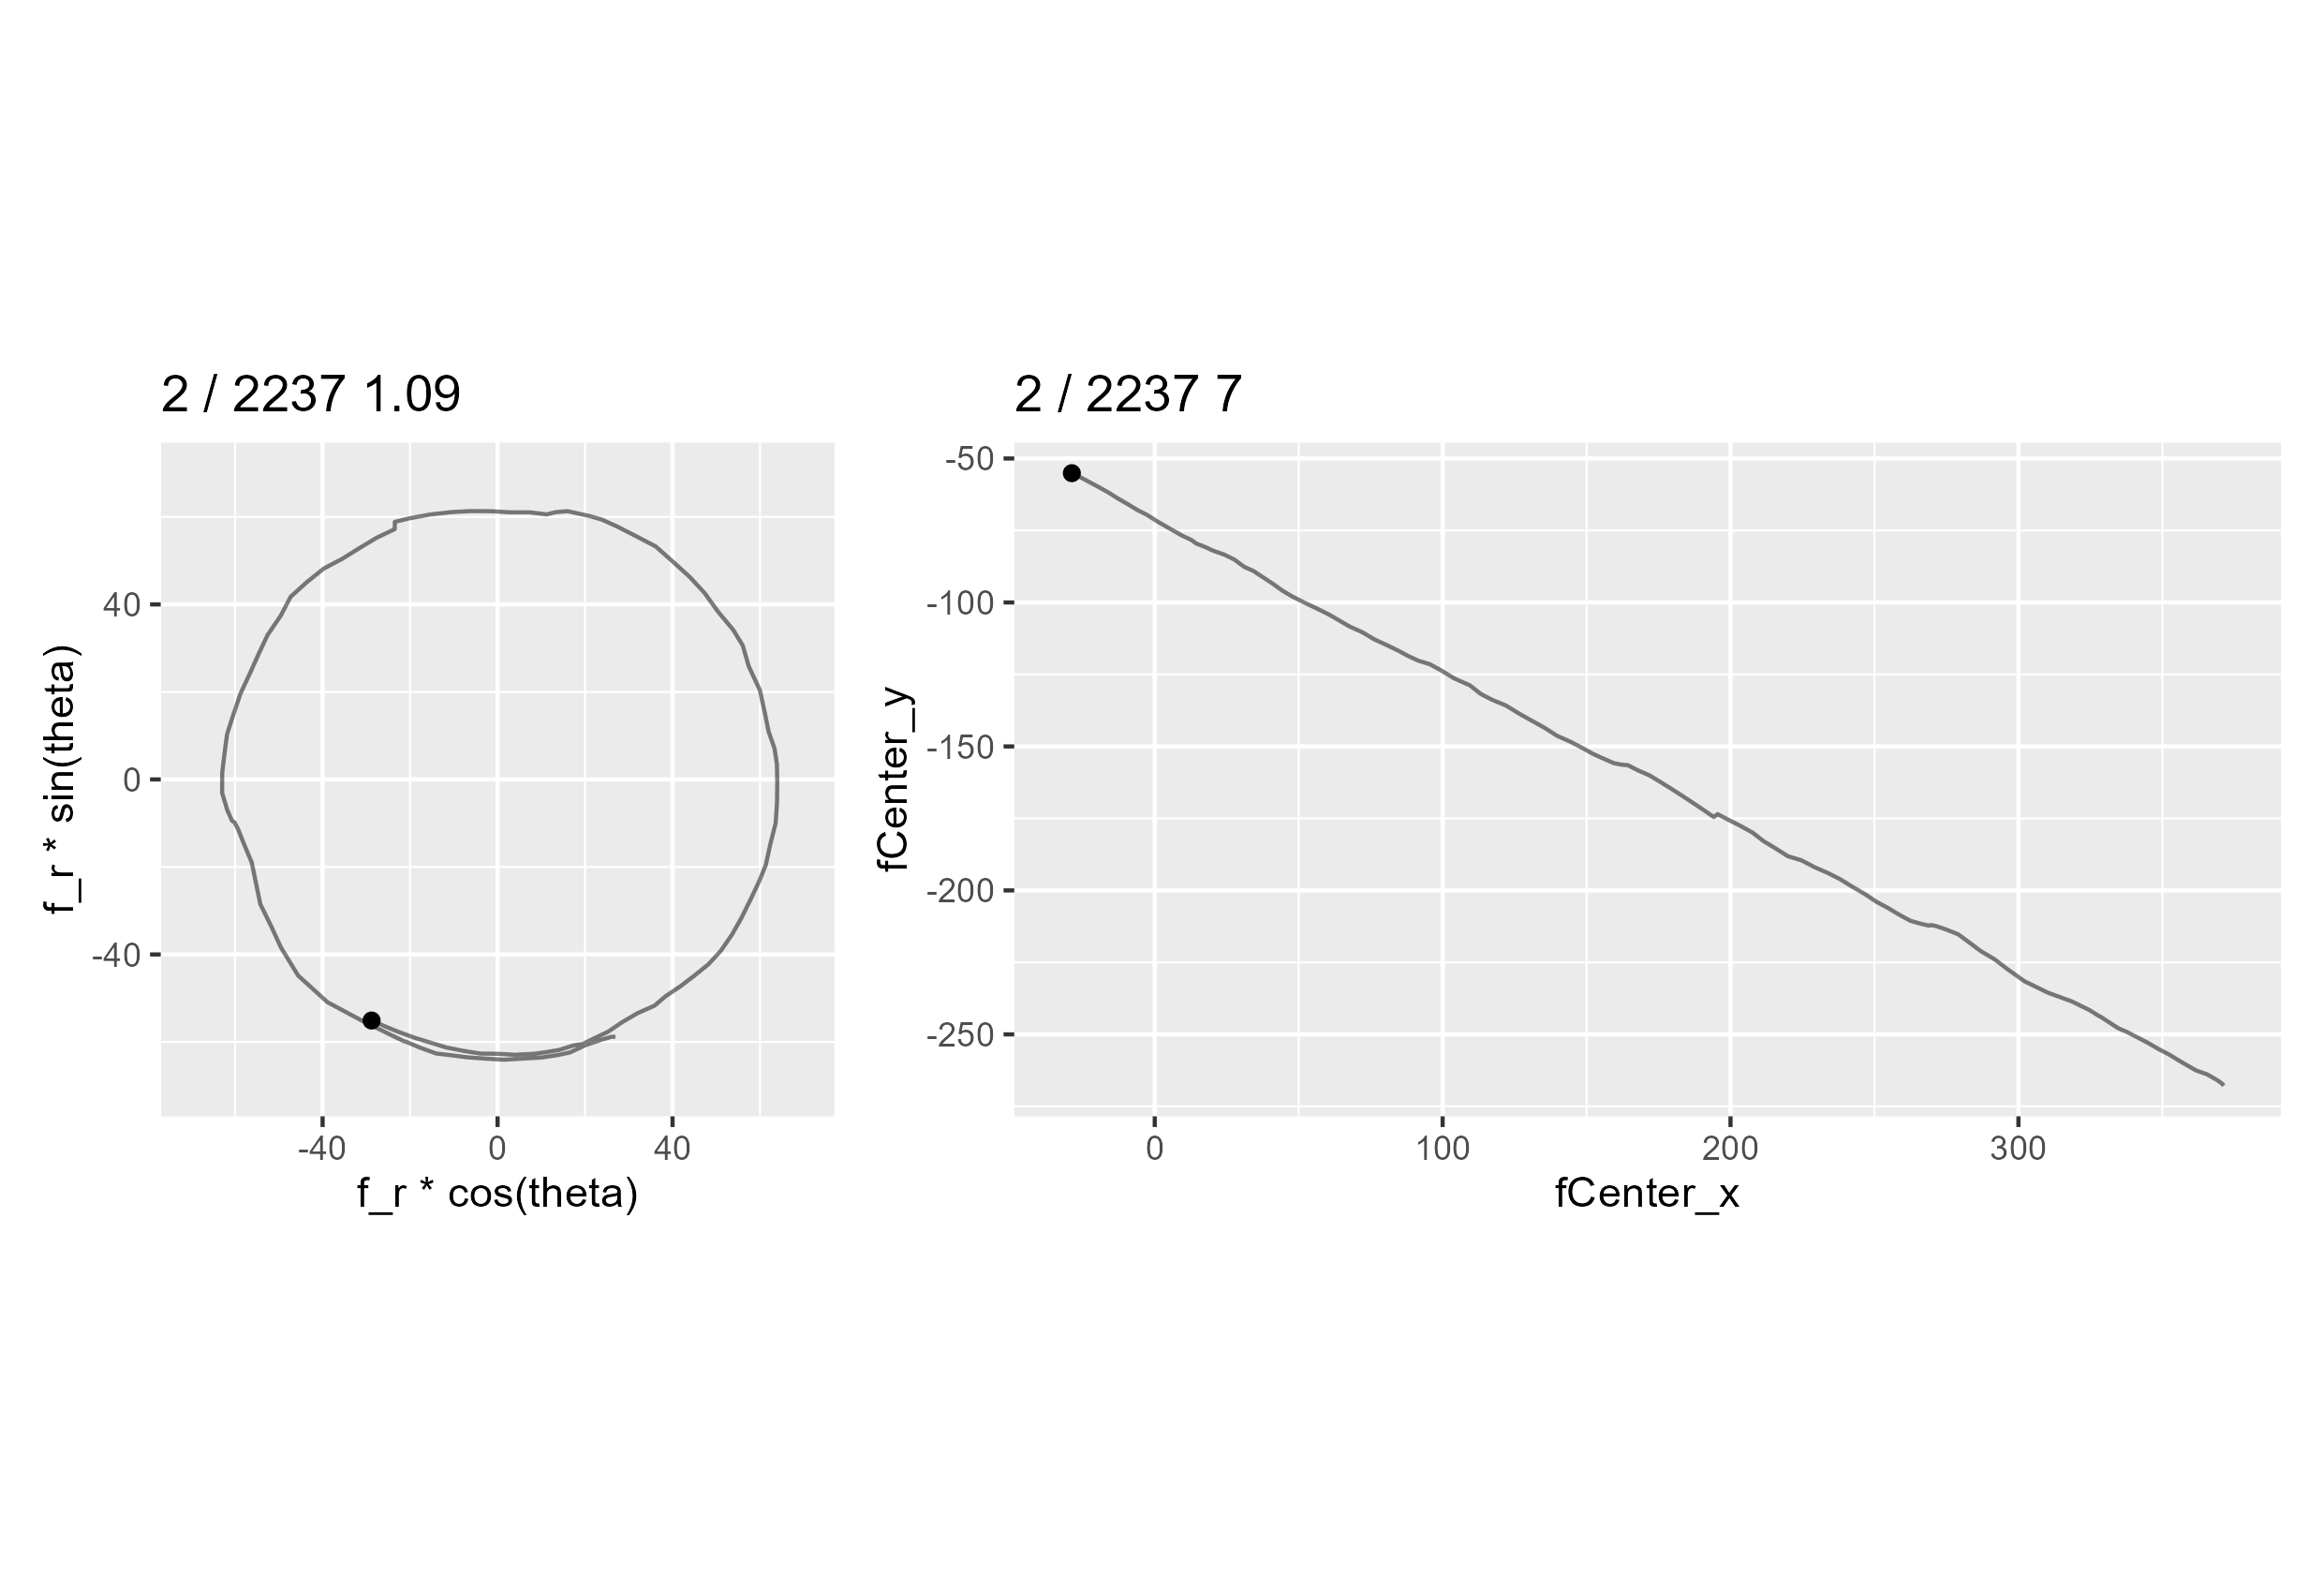 2 / 2237 1.09
40
0
-40
f_r * sin(theta)
-40 0 40
f_r * cos(theta)
2 / 2237 7
-50
-100
-150
-200
-250
fCenter_y
0 100 200 300
fCenter_x